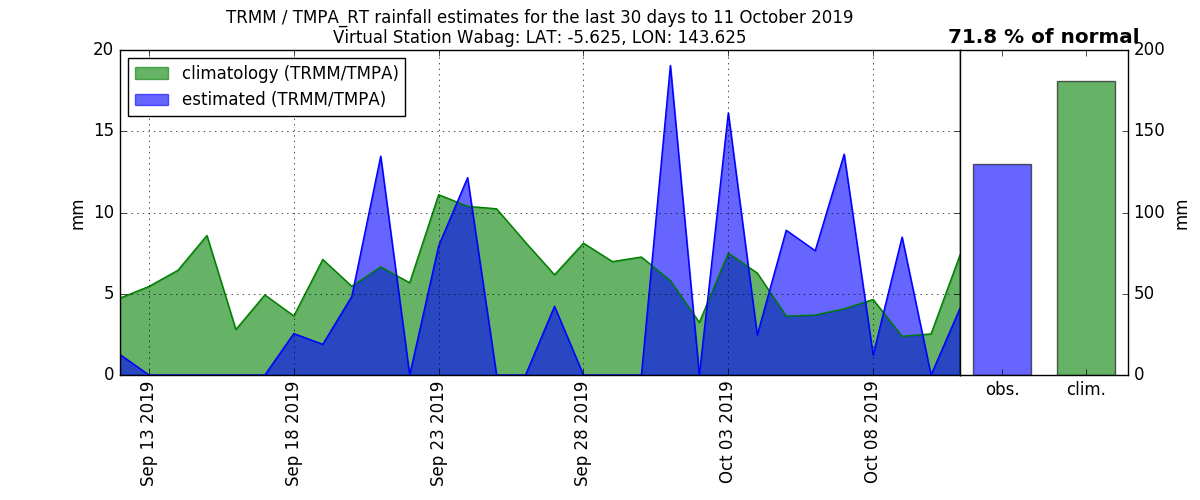 TRMM / TMPA_RT rainfall estimates for the last 30 days to 11 October 2019
Virtual Station Wabag: LAT: -5.625, LON: 143.625
71.8 % of normal
climatology (TRMM/TMPA)
estimated (TRMM/TMPA)
20
15
10
5
0
mm
200
150
100
50
0
mm
Sep 13 2019
Sep 18 2019
Sep 23 2019
Sep 28 2019
Oct 03 2019
Oct 08 2019
obs.
clim.